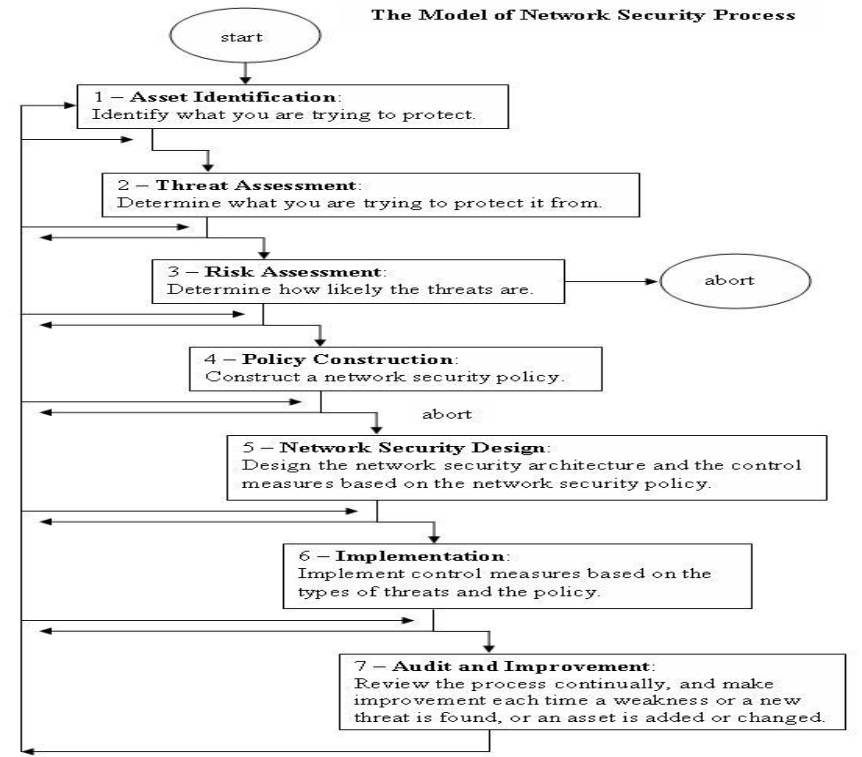 The Model of Network Security Process
start
1 – Asset Identification:
Identify what you are trying to protect.
2 – Threat Assessment:
Determine what you are trying to protect it from.
3 – Risk Assessment:
Determine how likely the threats are.
abort
4 – Policy Construction:
Construct a network security policy.
abort
5 – Network Security Design:
Design the network security architecture and the control
measures based on the network security policy.
6 – Implementation:
Implement control measures based on the
types of threats and the policy.
7 – Audit and Improvement:
Review the process continually, and make
improvement each time a weakness or a new
threat is found, or an asset is added or changed.